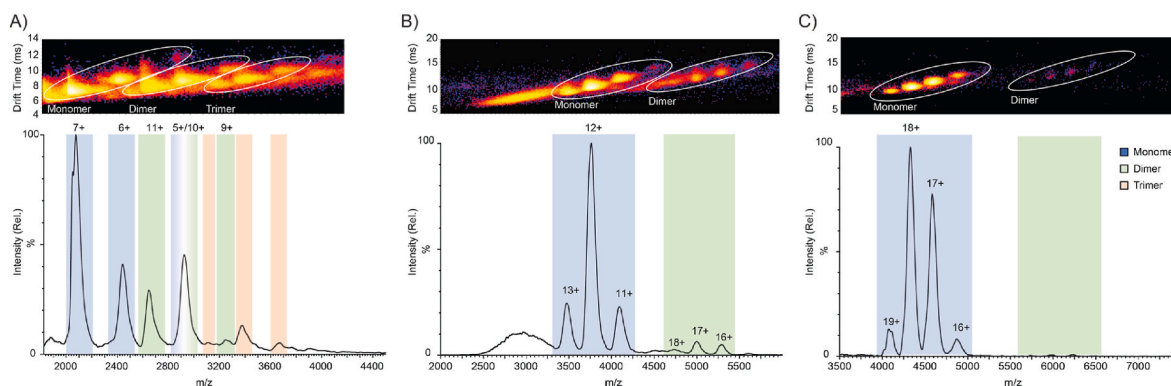 A)
14
12
10
8
6
4
Drift Time (ms)
Monomer
Dimer
Trimer
100
%
0
Intensity (Rel.)
7+
6+
11+
5+/10+
9+
2000
2400
2800
3200
3600
4000
4400
m/z
B)
20
15
10
5
Drift Time (ms)
Monomer
Dimer
100
%
0
Intensity (Rel.)
12+
13+
11+
18+
17+
16+
2000
2500
3000
3500
4000
4500
5000
5500
m/z
C)
20
15
10
5
Drift Time (ms)
Monomer
Dimer
100
%
0
Intensity (Rel.)
18+
17+
19+
16+
3500
4000
4500
5000
5500
6000
6500
7000
m/z
Monome
Dimer
Trimer